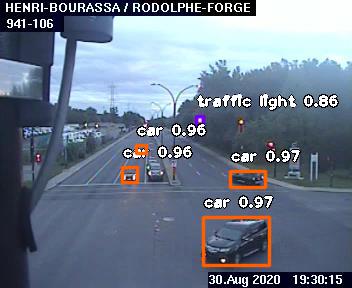 HENRI-BOURASSA / RODOLPHE-FORGE
941-106
traffic light 0.86
car 0.96
car 0.96
car 0.97
car 0.97
30.Aug 2020 19:30:15